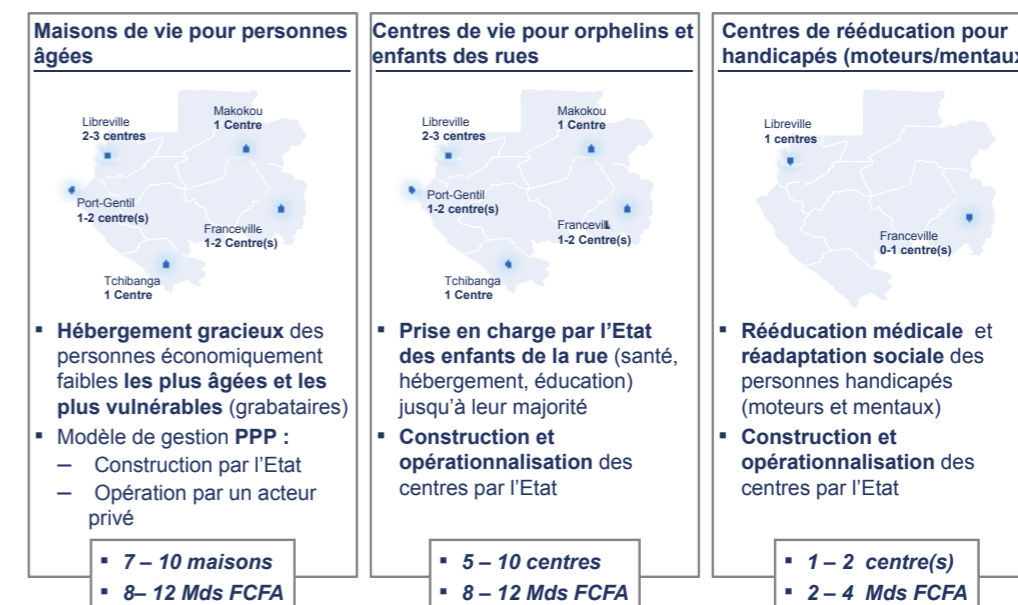 Maisons de vie pour personnes
âgées
Libreville
2-3 centres
Makokou
1 Centre
Port-Gentil
1-2 centre(s)
Franceville
1-2 Centre(s)
Tchibanga
1 Centre
▪ Hébergement gracieux des
personnes économiquement
faibles les plus âgées et les
plus vulnérables (grabataires)
▪ Modèle de gestion PPP :
– Construction par l’Etat
– Opération par un acteur
privé
▪ 7 – 10 maisons
▪ 8– 12 Mds FCFA
Centres de vie pour orphelins et
enfants des rues
Libreville
2-3 centres
Makokou
1 Centre
Port-Gentil
1-2 centre(s)
Franceville
1-2 Centre(s)
Tchibanga
1 Centre
▪ Prise en charge par l’Etat
des enfants de la rue (santé,
hébergement, éducation)
jusqu’à leur majorité
▪ Construction et
opérationnalisation des
centres par l’Etat
▪ 5 – 10 centres
▪ 8 – 12 Mds FCFA
Centres de rééducation pour
handicapés (moteurs/mentaux
Libreville
1 centres
Franceville
0-1 centre(s)
▪ Rééducation médicale et
réadaptation sociale des
personnes handicapés
(moteurs et mentaux)
▪ Construction et
opérationnalisation des
centres par l’Etat
▪ 1 – 2 centre(s)
▪ 2 – 4 Mds FCFA